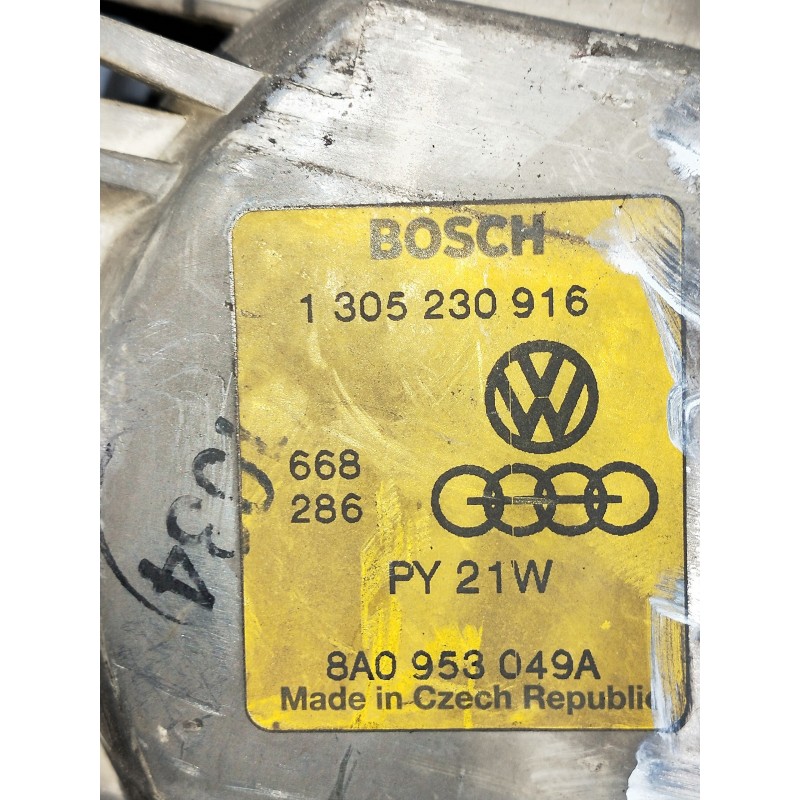 BOSCH
1 305 230 916
668
286
PY 21W
8A0 953 049A
Made in Czech Republic